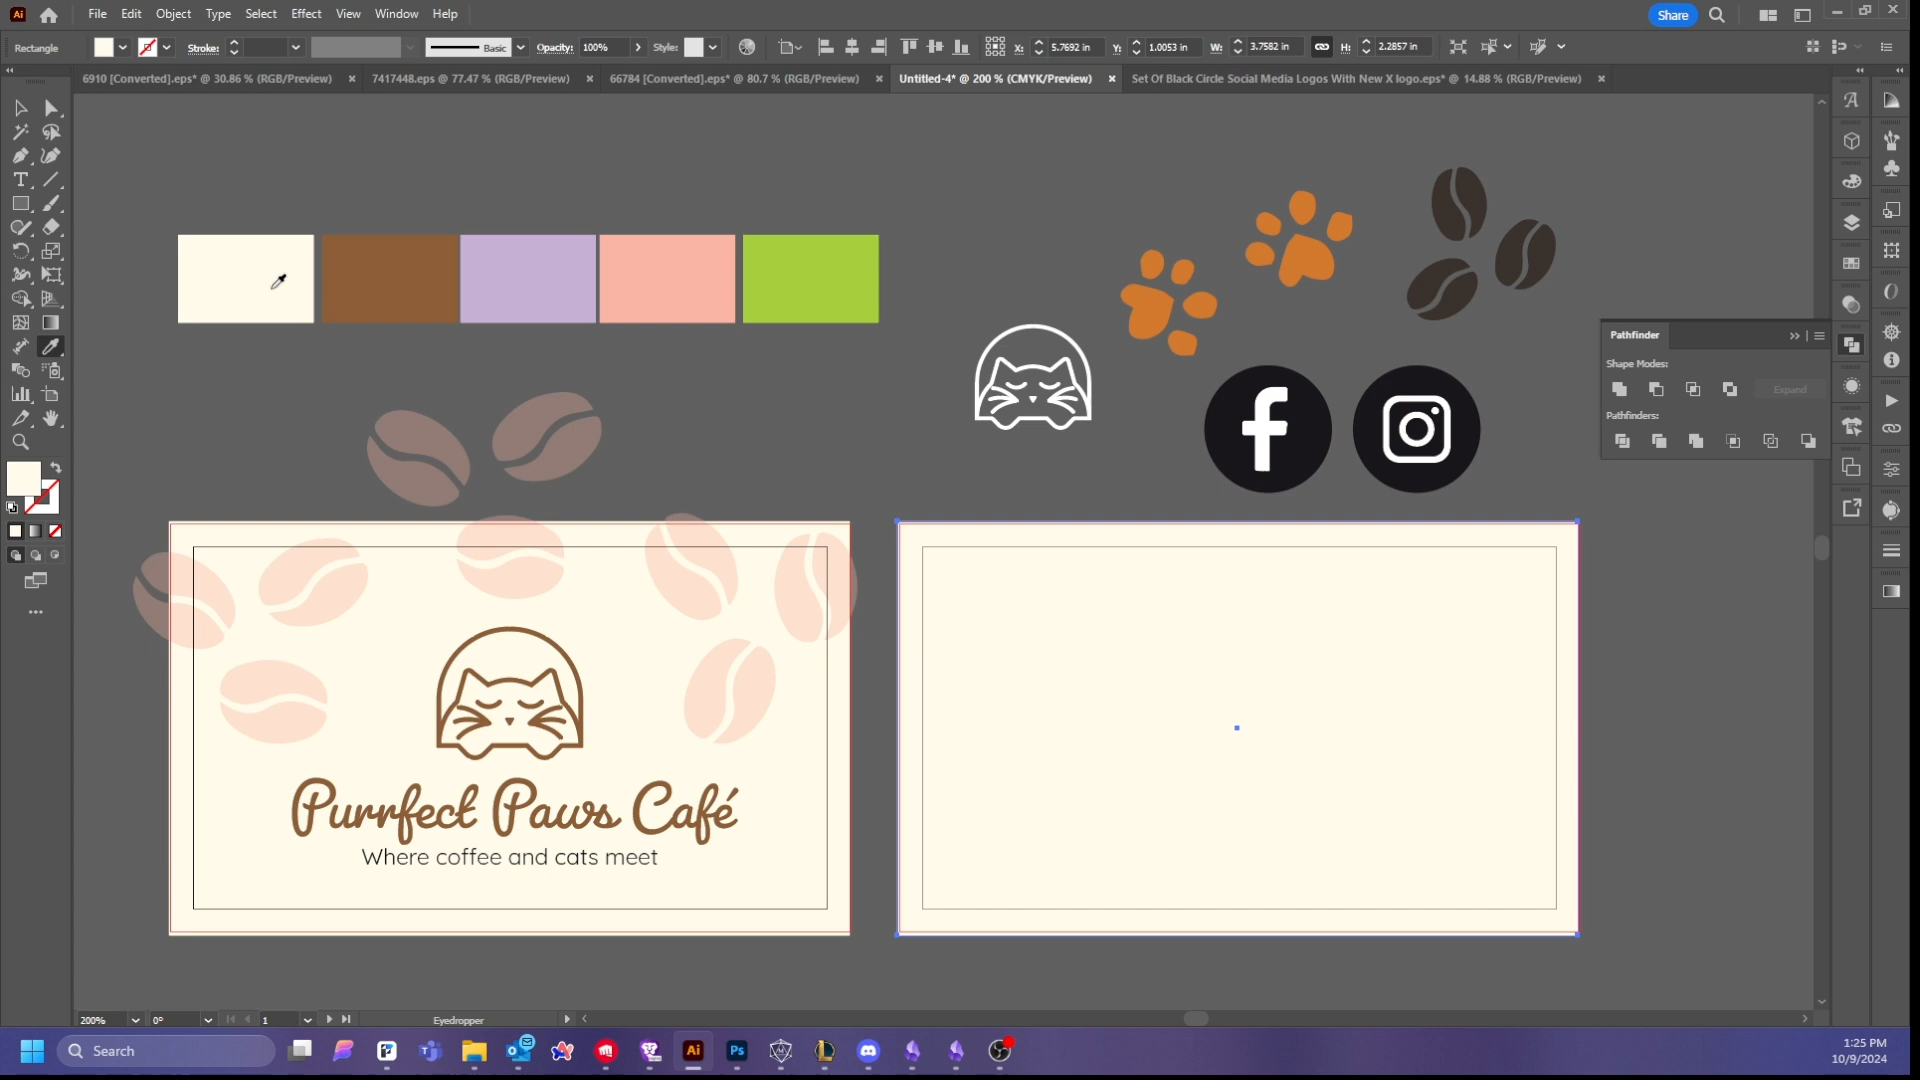 File Edit Object Type Select Effect View Window Help
Share
Rectangle Stroke: Basic Opacity: 100% Style: X: 5.7692 in Y: 1.0053 in W: 3.7582 in H: 2.2857 in
6910 [Converted].eps* @ 30.86 % (RGB/Preview)
7417448.eps @ 77.47 % (RGB/Preview)
66784 [Converted].eps* @ 80.7 % (RGB/Preview)
Untitled-4* @ 200 % (CMYK/Preview)
Set Of Black Circle Social Media Logos With New X logo.eps* @ 14.88 % (RGB/Preview)
Pathfinder
Shape Modes:
Expand
Pathfinders:
Purrfect Paws Café
Where coffee and cats meet
200% 0° 1 Eyedropper
Search
1:25 PM
10/9/2024